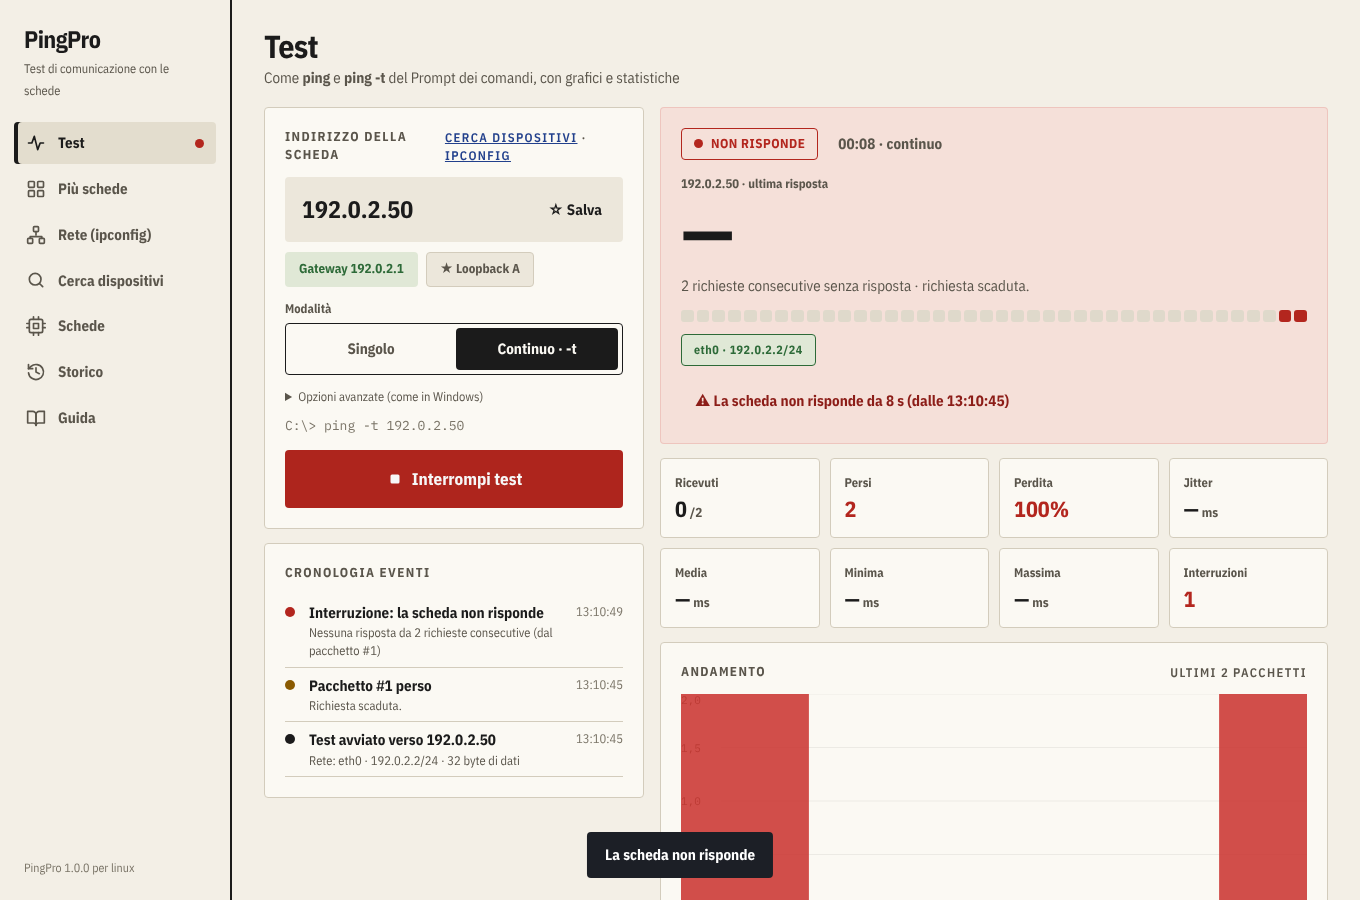 PingPro
Test di comunicazione con le
schede
Test
Più schede
Rete (ipconfig)
Cerca dispositivi
Schede
Storico
Guida
PingPro 1.0.0 per linux
Test
Come ping e ping -t del Prompt dei comandi, con grafici e statistiche
INDIRIZZO DELLA
SCHEDA
CERCA DISPOSITIVI ·
IPCONFIG
192.0.2.50
☆ Salva
Gateway 192.0.2.1
★ Loopback A
Modalità
Singolo
Continuo · -t
▶ Opzioni avanzate (come in Windows)
C:\> ping -t 192.0.2.50
Interrompi test
CRONOLOGIA EVENTI
Interruzione: la scheda non risponde
13:10:49
Nessuna risposta da 2 richieste consecutive (dal
pacchetto #1)
Pacchetto #1 perso
13:10:45
Richiesta scaduta.
Test avviato verso 192.0.2.50
13:10:45
Rete: eth0 · 192.0.2.2/24 · 32 byte di dati
NON RISPONDE
00:08 · continuo
192.0.2.50 · ultima risposta
—
2 richieste consecutive senza risposta · richiesta scaduta.
eth0 · 192.0.2.2/24
⚠ La scheda non risponde da 8 s (dalle 13:10:45)
Ricevuti
0 /2
Persi
2
Perdita
100%
Jitter
— ms
Media
— ms
Minima
— ms
Massima
— ms
Interruzioni
1
ANDAMENTO
ULTIMI 2 PACCHETTI
2,0
1,5
1,0
La scheda non risponde